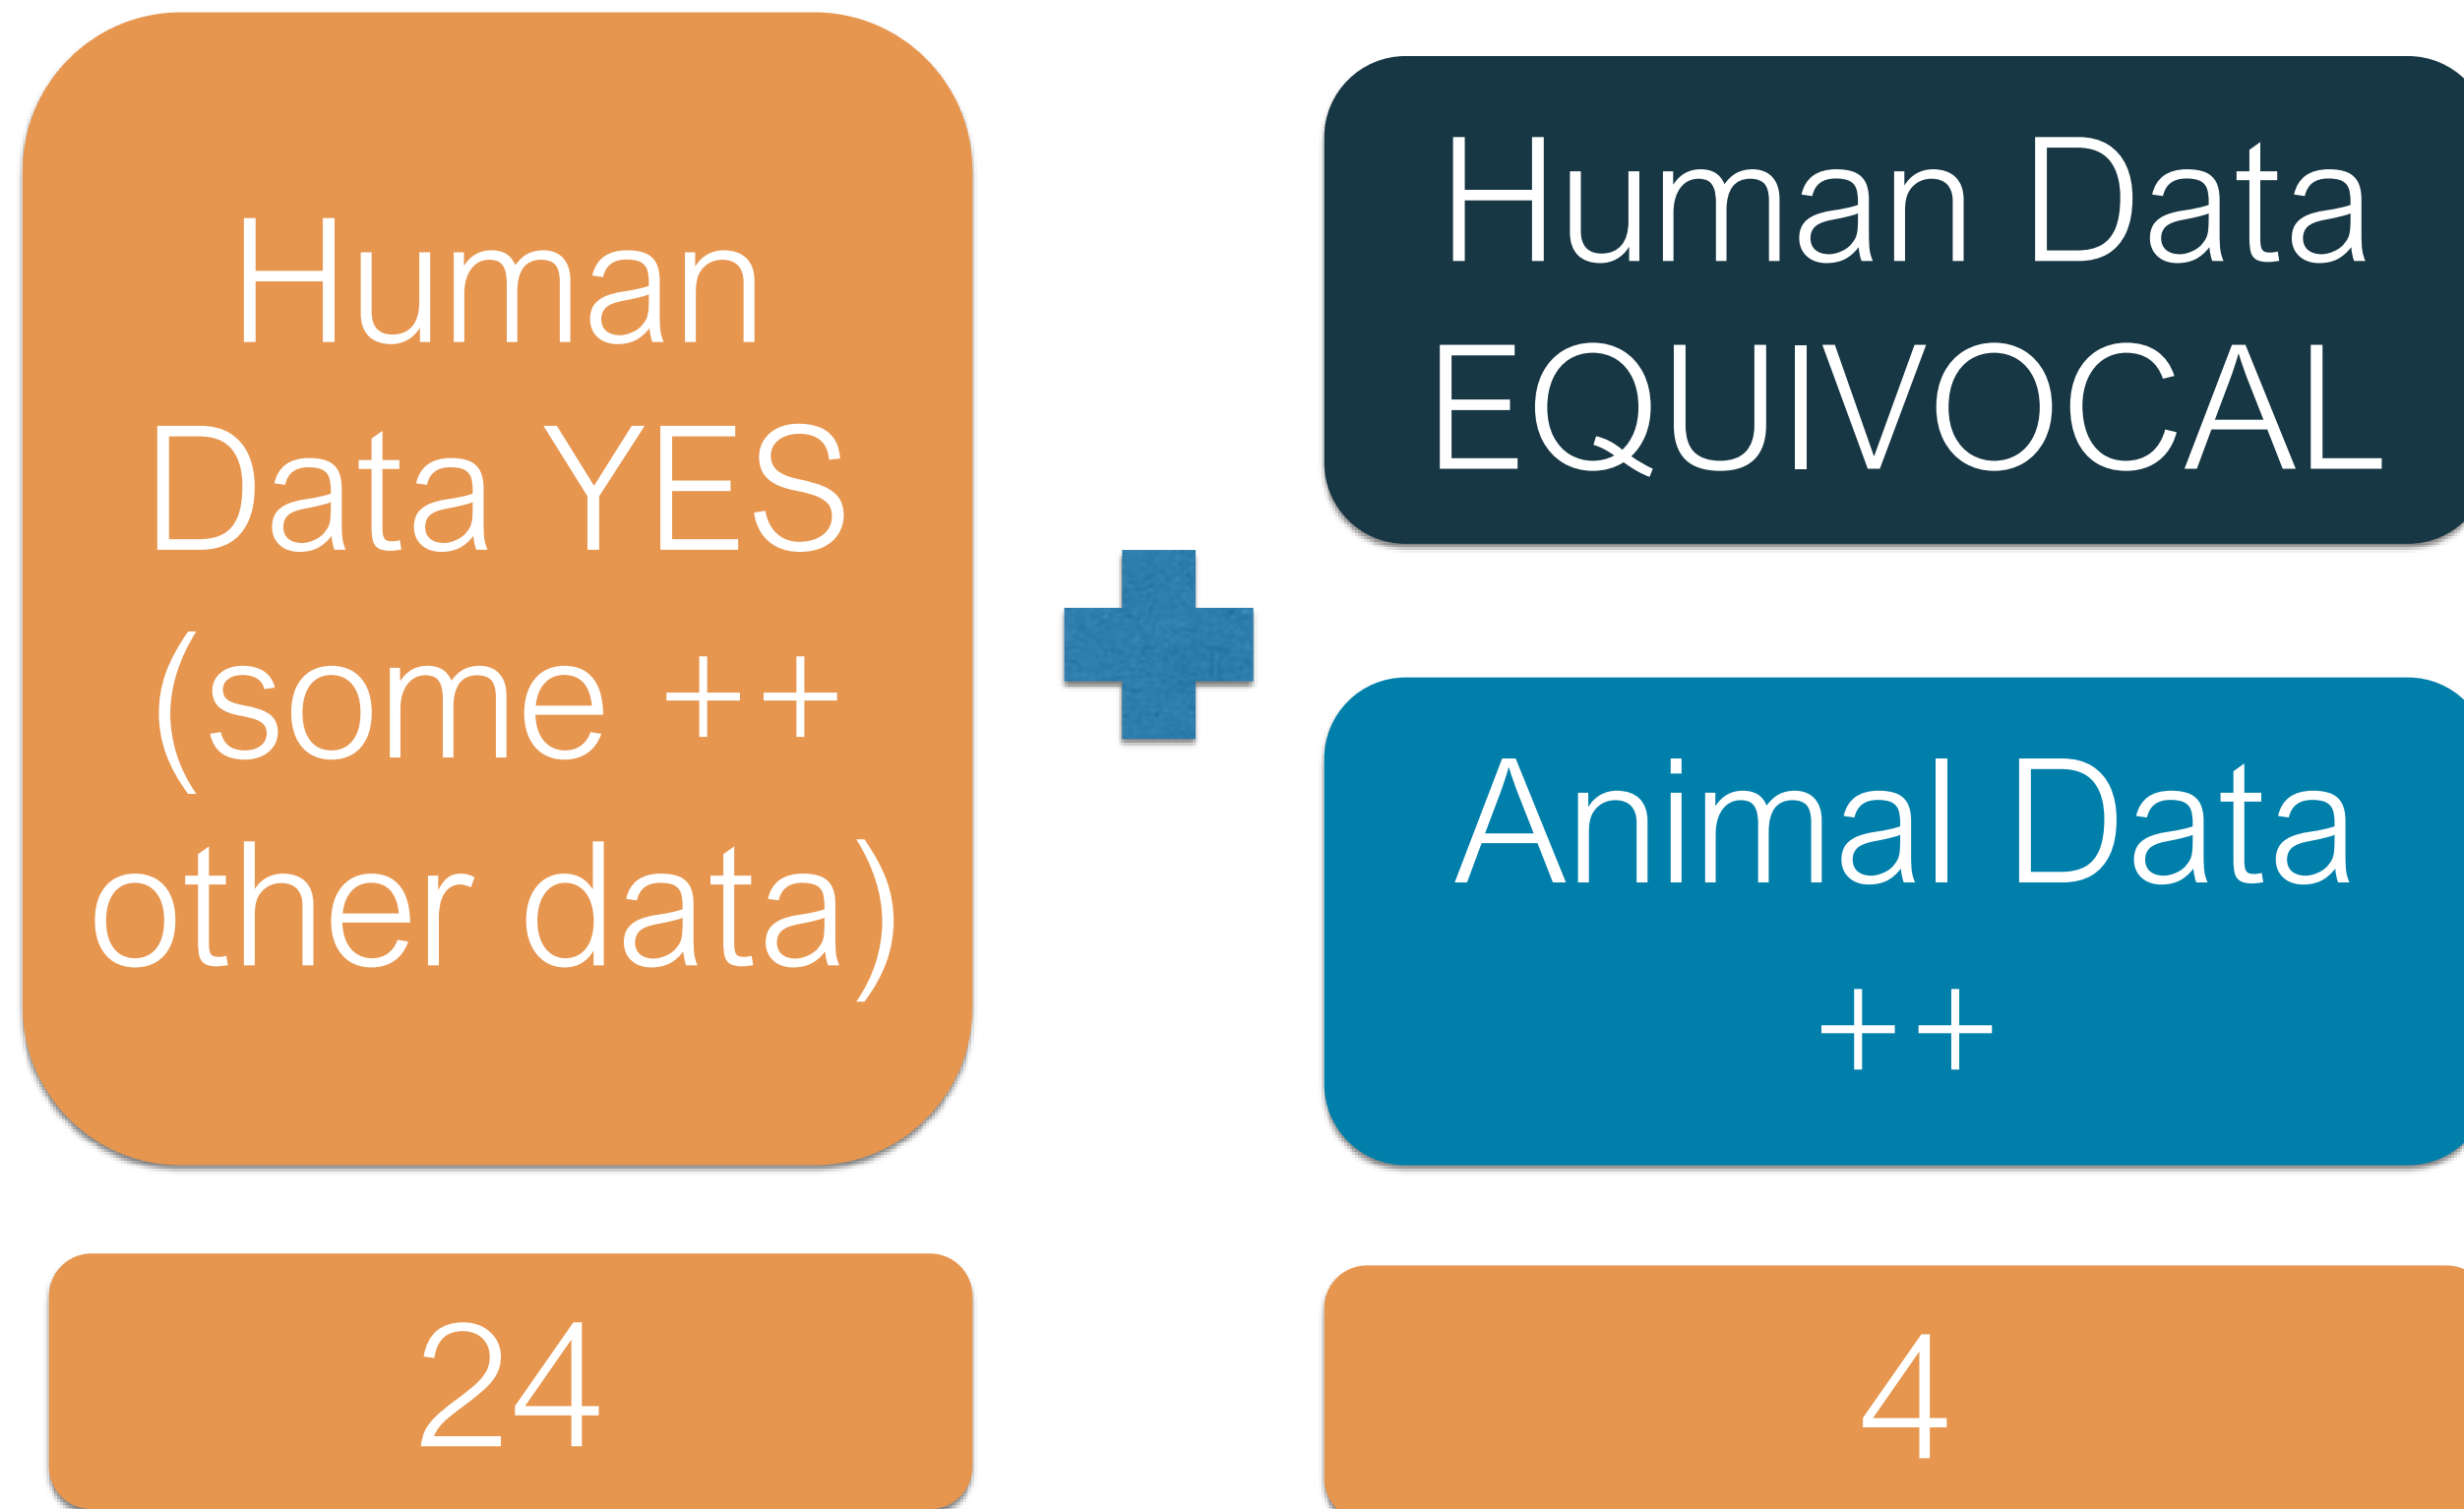 Human
Data YES
(some ++
other data)
Human Data
EQUIVOCAL
Animal Data
++
24
4